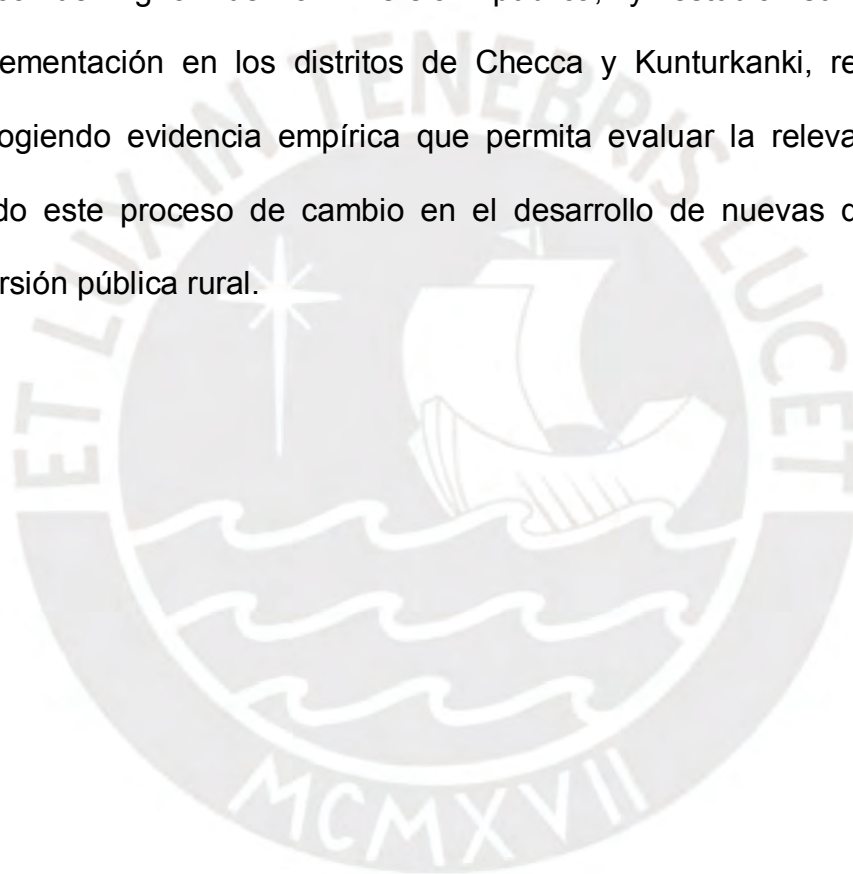 ementación en los distritos de Checca y Kunturkanki, re
ogiendo evidencia empírica que permita evaluar la releva
do este proceso de cambio en el desarrollo de nuevas d
rsión pública rural.
ET LUX IN TENEBRIS LUCET
MCMXVII